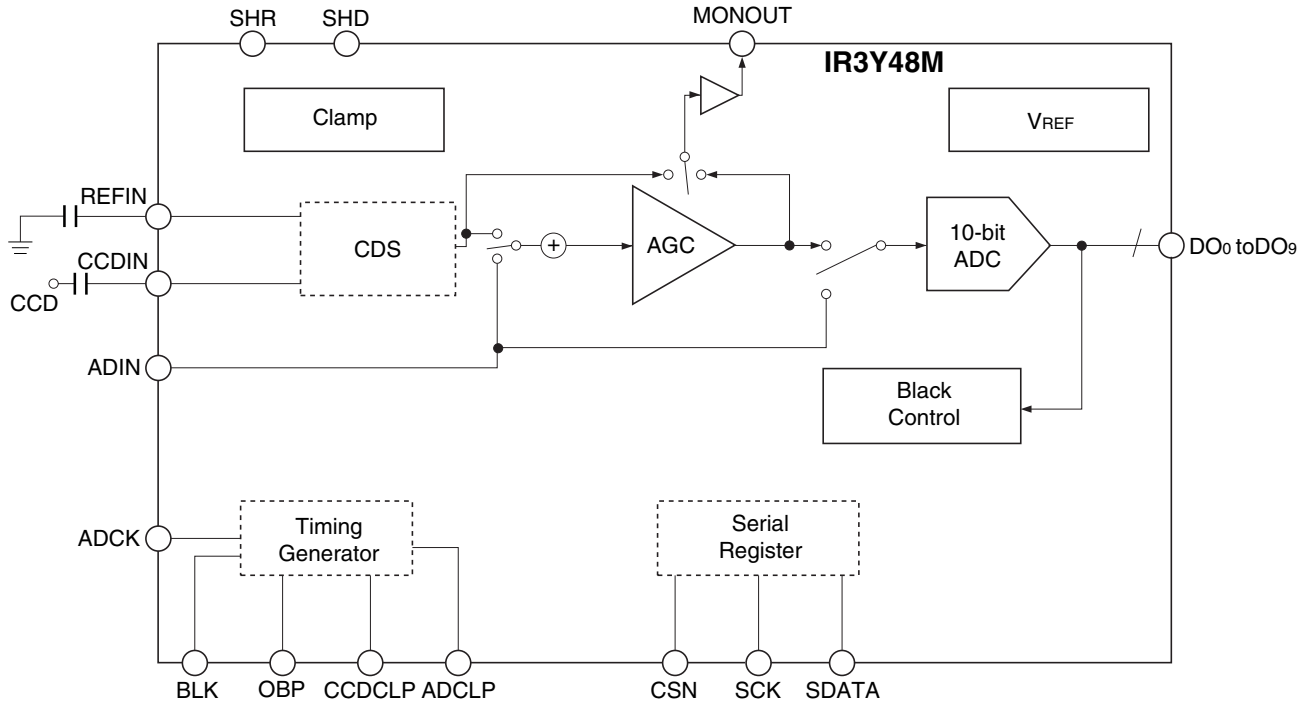 SHR
SHD
MONOUT
IR3Y48M
Clamp
VREF
REFIN
CDS
AGC
10-bit
ADC
DO0 toDO9
CCDIN
CCD
ADIN
Black
Control
ADCK
Timing
Generator
Serial
Register
BLK
OBP
CCDCLP
ADCLP
CSN
SCK
SDATA